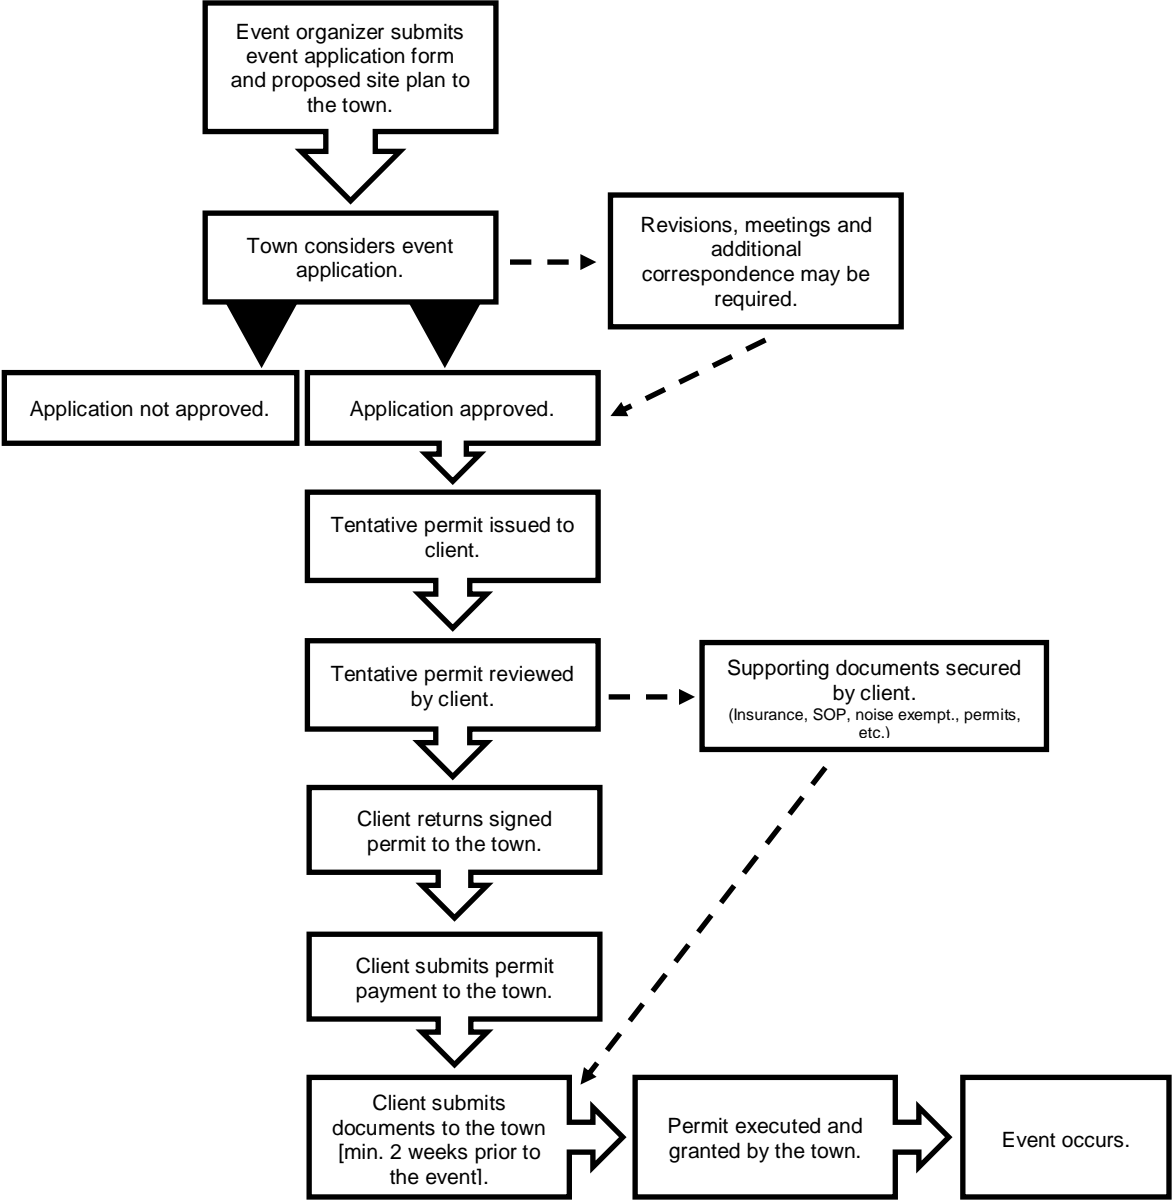 Event organizer submits
event application form
and proposed site plan to
the town.
Town considers event
application.
Revisions, meetings and
additional
correspondence may be
required.
Application not approved.
Application approved.
Tentative permit issued to
client.
Tentative permit reviewed
by client.
Supporting documents secured
by client.
(Insurance, SOP, noise exempt., permits,
etc.)
Client returns signed
permit to the town.
Client submits permit
payment to the town.
Client submits
documents to the town
[min. 2 weeks prior to
the event].
Permit executed and
granted by the town.
Event occurs.